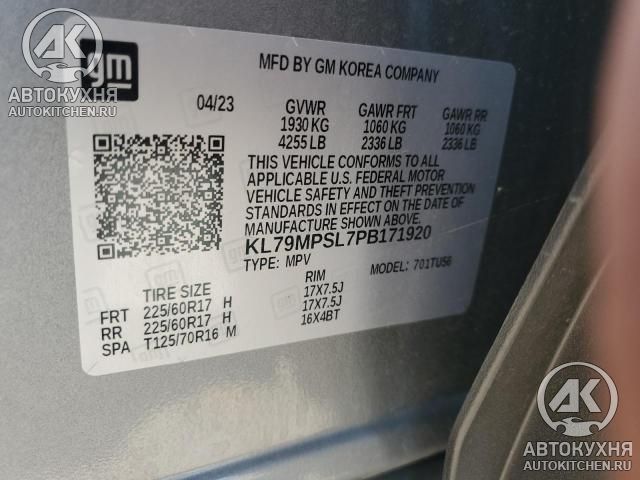 gm
MFD BY GM KOREA COMPANY
04/23 GVWR GAWR FRT GAWR RR
1930 KG 1060 KG 1060 KG
4255 LB 2336 LB 2336 LB
THIS VEHICLE CONFORMS TO ALL
APPLICABLE U.S. FEDERAL MOTOR
VEHICLE SAFETY AND THEFT PREVENTION
STANDARDS IN EFFECT ON THE DATE OF
MANUFACTURE SHOWN ABOVE.
KL79MPSL7PB171920
TYPE: MPV MODEL: 701TU56
TIRE SIZE RIM
FRT 225/60R17 H 17X7.5J
RR 225/60R17 H 17X7.5J
SPA T125/70R16 M 16X4BT
АК
АВТОКУХНЯ
AUTOKITCHEN.RU
АК
АВТОКУХНЯ
AUTOKITCHEN.RU